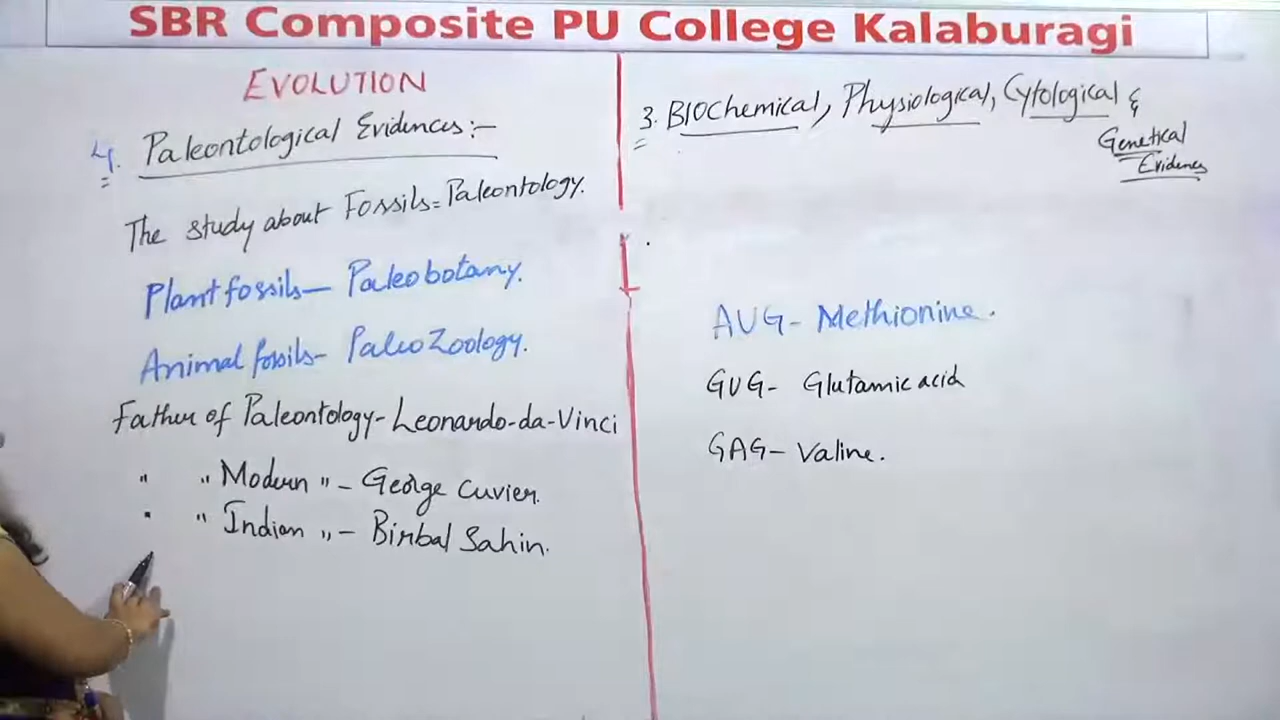 SBR Composite PU College Kalaburagi
EVOLUTION
4. Paleontological Evidences:-
The study about Fossils = Paleontology.
Plant fossils - Paleobotany.
Animal fossils - PaleoZoology.
Father of Paleontology - Leonardo-da-Vinci
" " Modern " - George Cuvier.
" " Indian " - Birbal Sahin.
3. BIOchemical, Physiological, Cytological &
Genetical
Evidences
AUG - Methionine.
GUG - Glutamic acid
GAG - Valine.